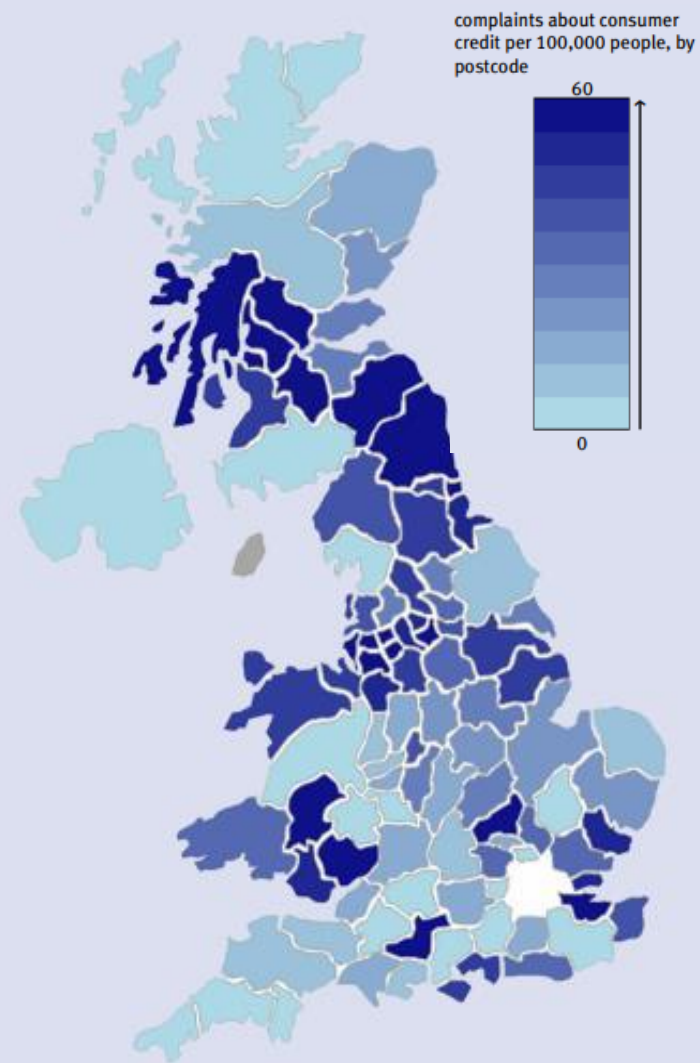 complaints about consumer
credit per 100,000 people, by
postcode
60
0